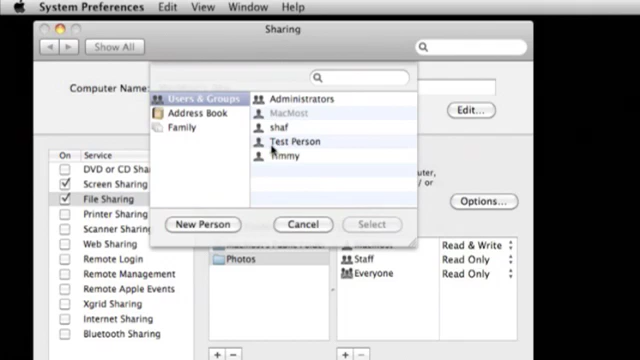 System Preferences Edit View Window Help
Sharing
Show All
Computer Name:
Edit...
Users & Groups
Address Book
Family
Administrators
MacMost
shaf
Test Person
Timmy
New Person
Cancel
Select
Options...
On Service
DVD or CD Sha
Screen Sharing
File Sharing
Printer Sharing
Scanner Sharing
Web Sharing
Remote Login
Remote Management
Remote Apple Events
Xgrid Sharing
Internet Sharing
Bluetooth Sharing
Photos
Read & Write
Staff Read Only
Everyone Read Only